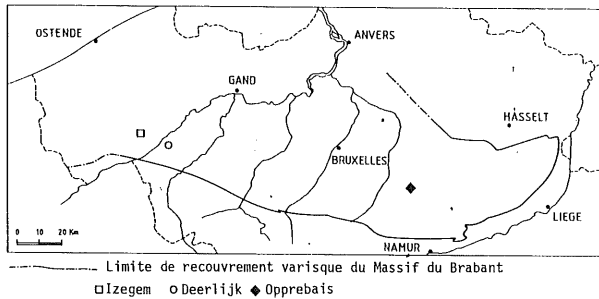 OSTENDE
ANVERS
GAND
HASSELT
BRUXELLES
LIEGE
NAMUR
0 10 20 Km
Limite de recouvrement varisque du Massif du Brabant
Izegem Deerlijk Opprebais